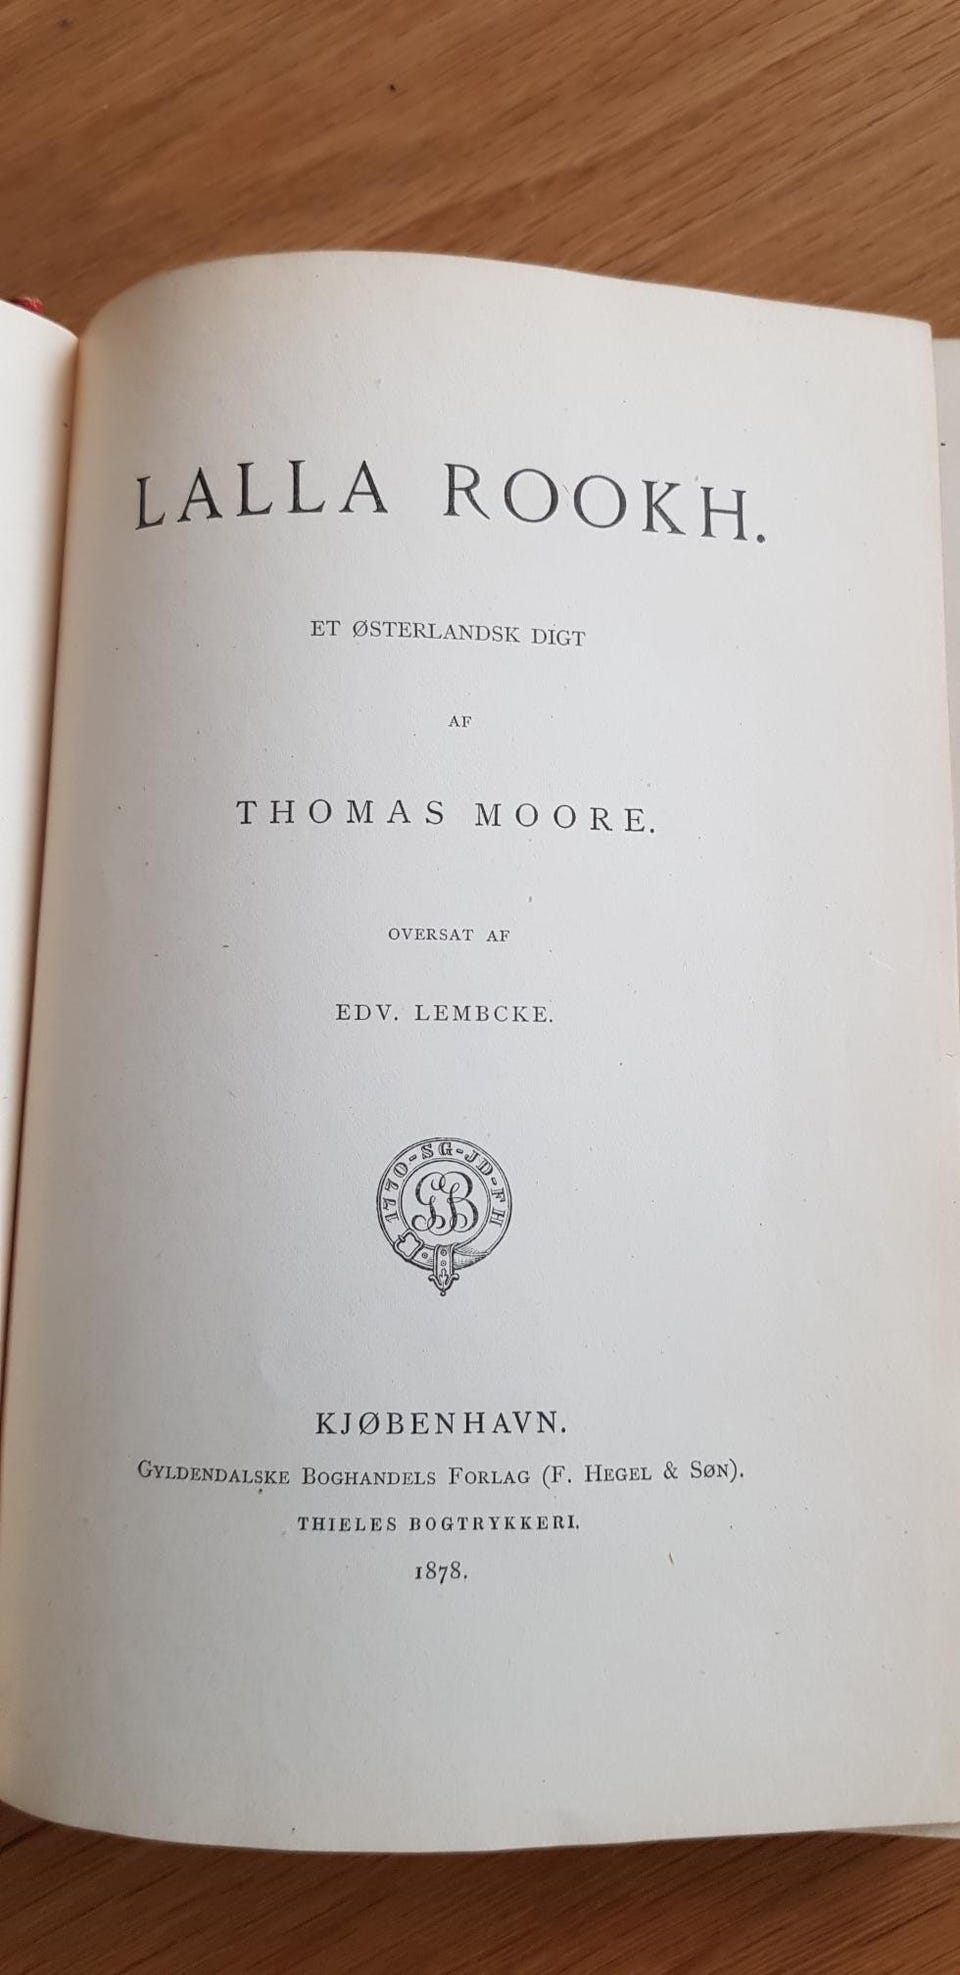 LALLA ROOKH.
ET ØSTERLANDSK DIGT
AF
THOMAS MOORE.
OVERSAT AF
EDV. LEMBCKE.
1770-SG-JD-FH
GB
KJØBENHAVN.
GYLDENDALSKE BOGHANDELS FORLAG (F. HEGEL & SØN).
THIELES BOGTRYKKERI.
1878.